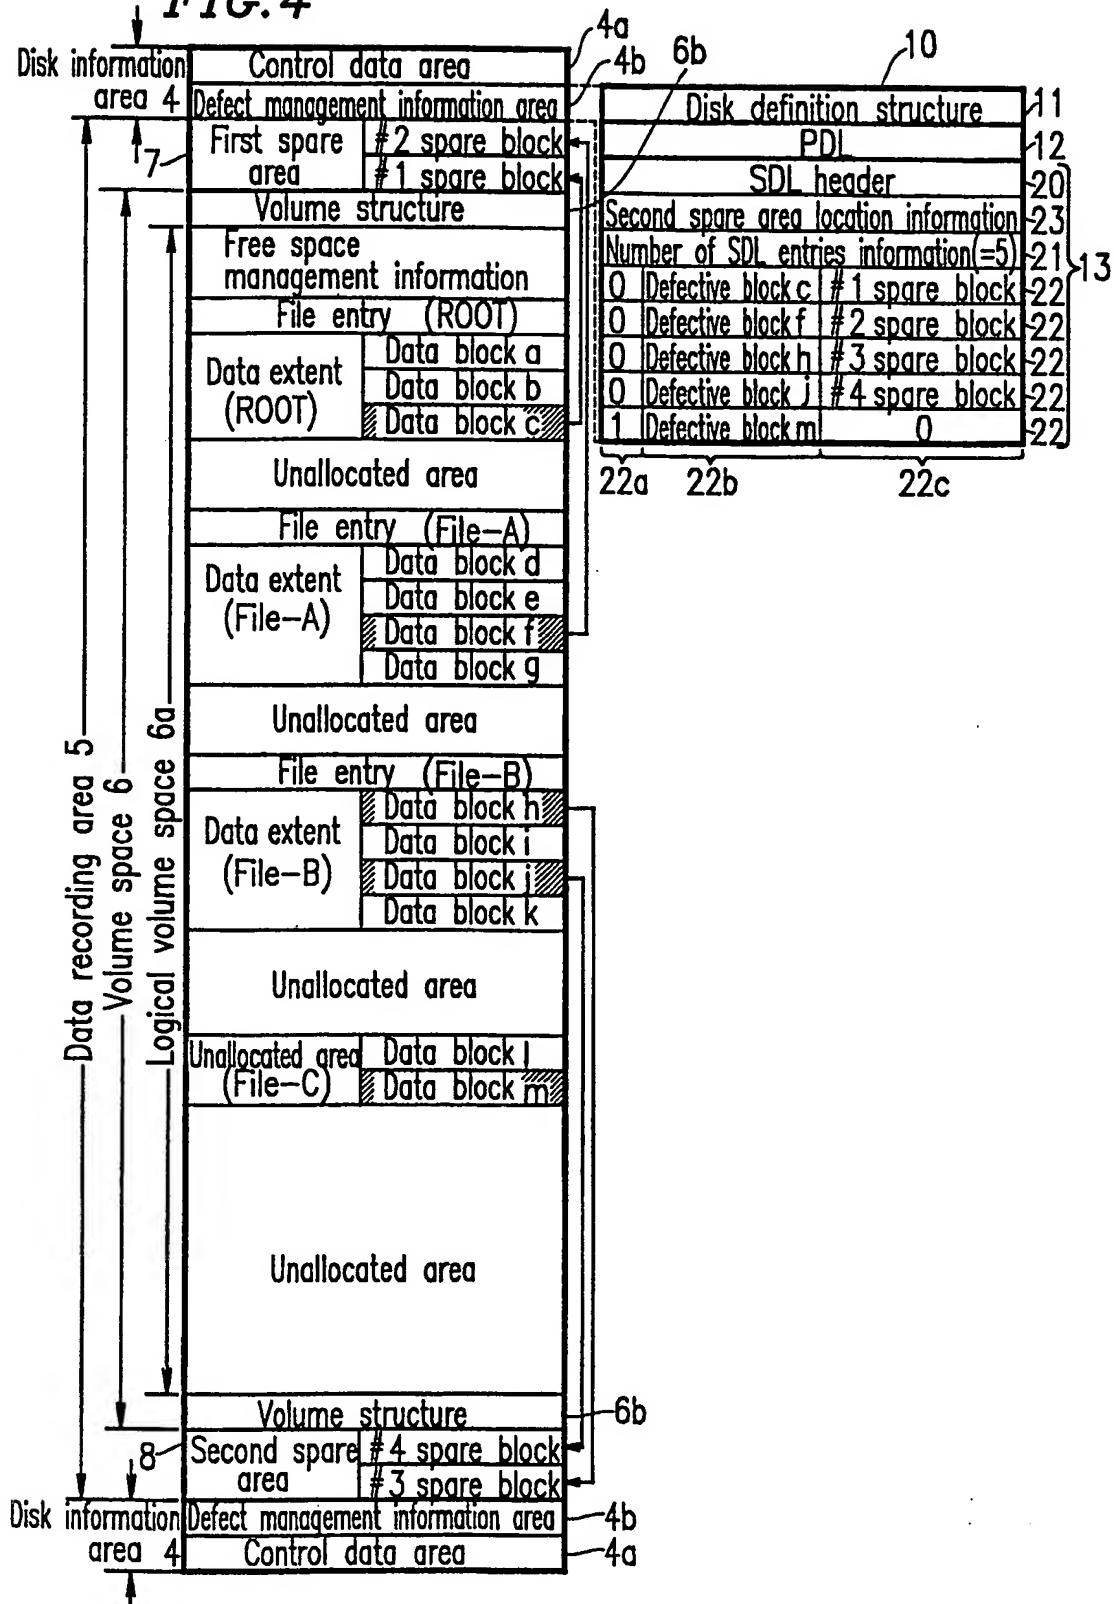 FIG. 4
Disk information
area 4
Control data area
4a
Defect management information area
4b
6b
7
First spare
area
#2 spare block
#1 spare block
Volume structure
Free space
management information
File entry (ROOT)
Data extent
(ROOT)
Data block a
Data block b
Data block c
Unallocated area
File entry (File-A)
Data extent
(File-A)
Data block d
Data block e
Data block f
Data block g
Unallocated area
File entry (File-B)
Data extent
(File-B)
Data block h
Data block i
Data block j
Data block k
Unallocated area
Unallocated area
(File-C)
Data block l
Data block m
Unallocated area
Volume structure
6b
8
Second spare
area
#4 spare block
#3 spare block
Disk information
area 4
Defect management information area
4b
Control data area
4a
Data recording area 5
Volume space 6
Logical volume space 6a
10
Disk definition structure
11
PDL
12
SDL header
20
Second spare area location information
23
Number of SDL entries information(=5)
21
13
0 Defective block c #1 spare block 22
0 Defective block f #2 spare block 22
0 Defective block h #3 spare block 22
0 Defective block j #4 spare block 22
1 Defective block m 0 22
22a 22b 22c